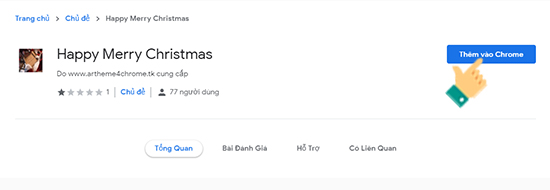 Trang chủ > Chủ đề > Happy Merry Christmas
Happy Merry Christmas
Thêm vào Chrome
Do www.artheme4chrome.tk cung cấp
1 | Chủ đề | 77 người dùng
Tổng Quan Bài Đánh Giá Hỗ Trợ Có Liên Quan